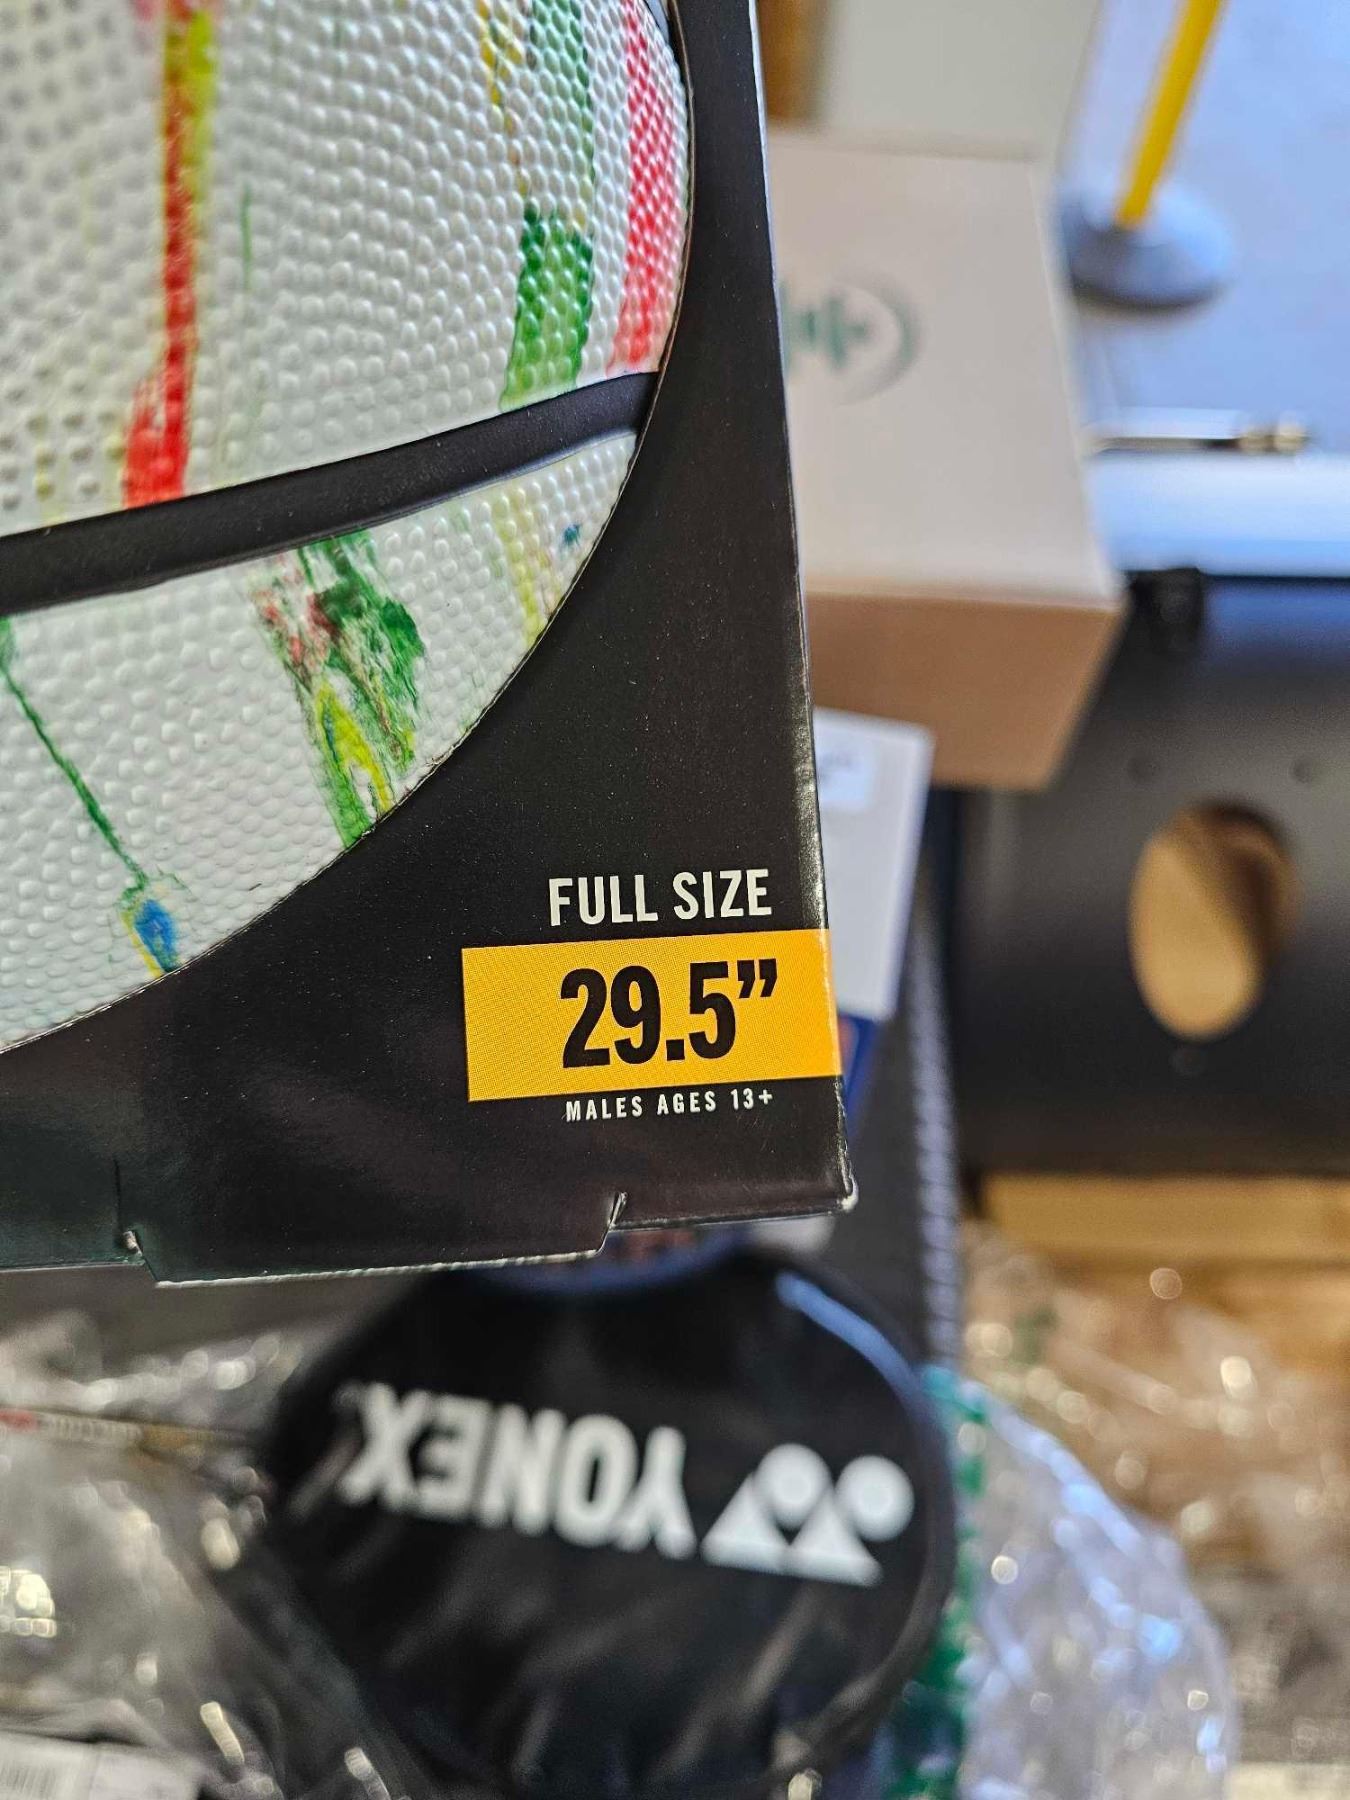 FULL SIZE
29.5”
MALES AGES 13+
YONEX